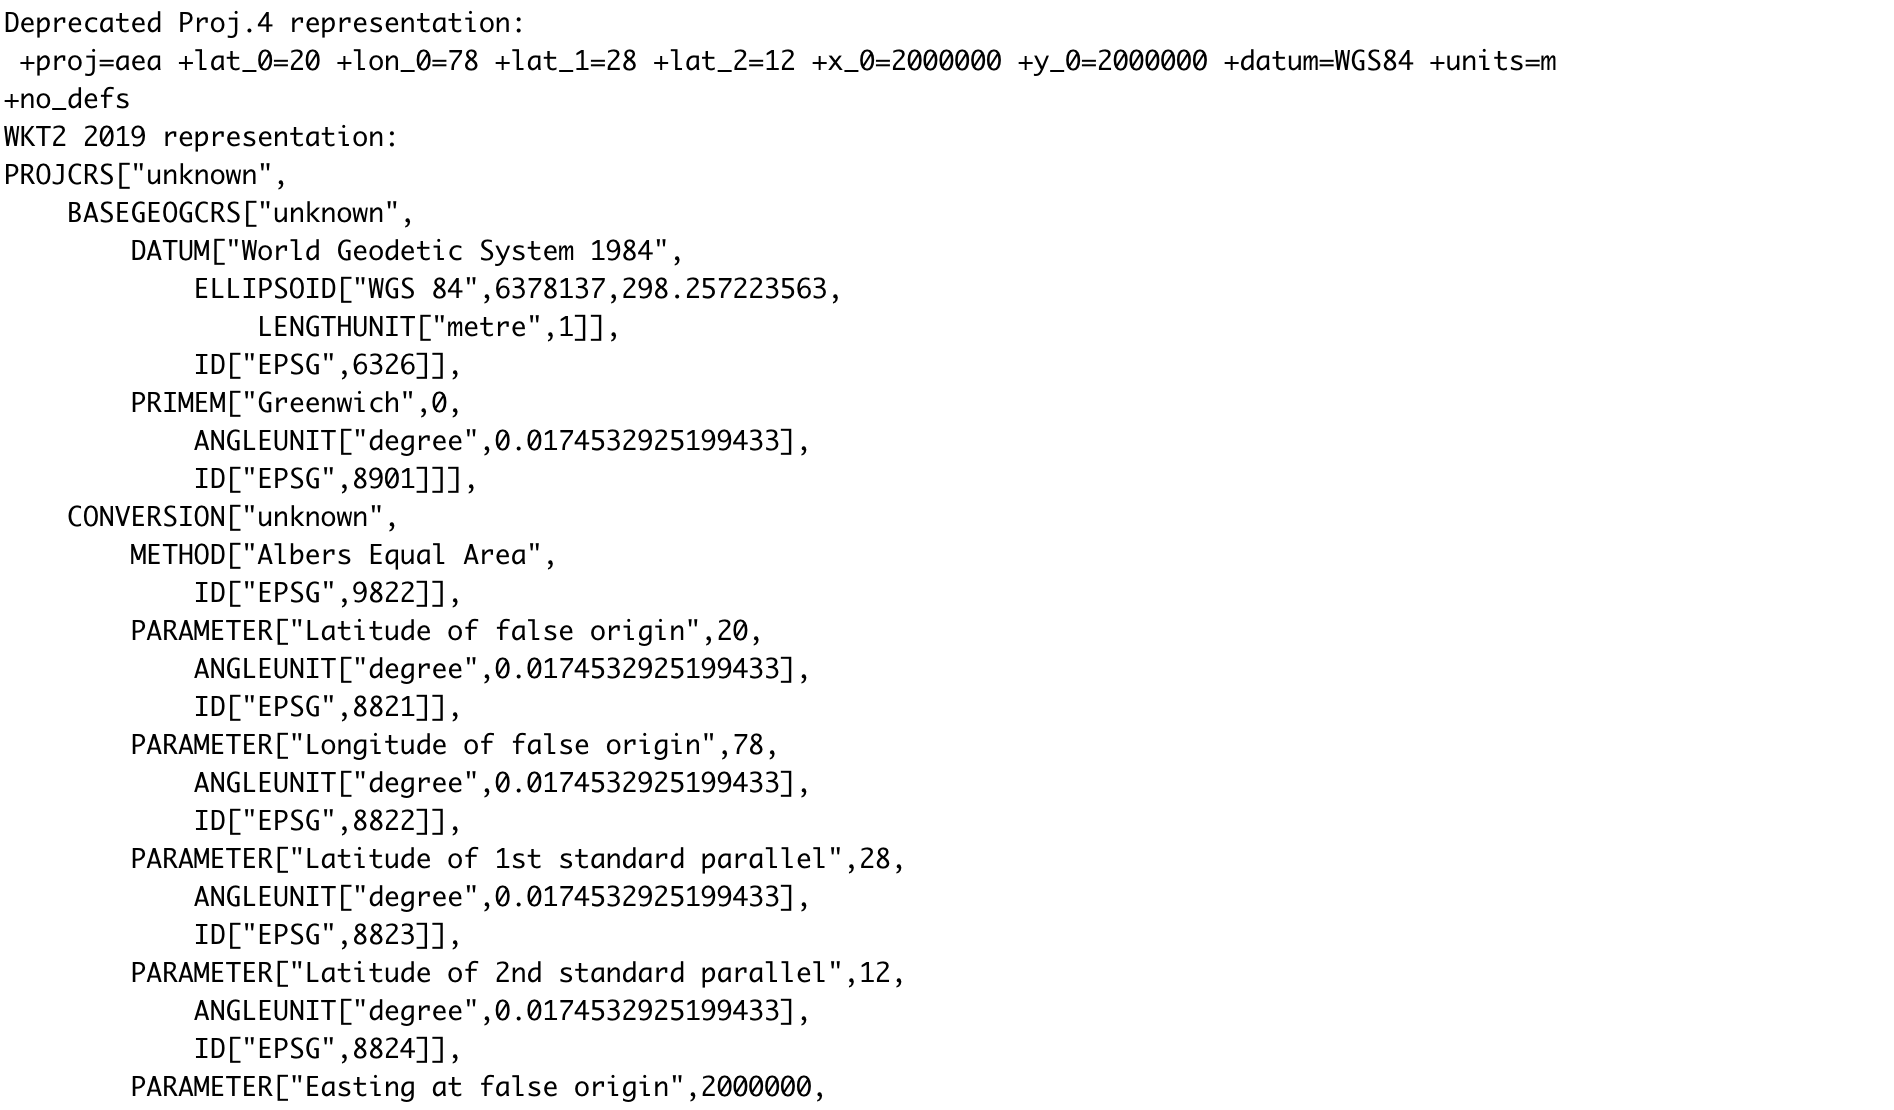 Deprecated Proj.4 representation:
 +proj=aea +lat_0=20 +lon_0=78 +lat_1=28 +lat_2=12 +x_0=2000000 +y_0=2000000 +datum=WGS84 +units=m
+no_defs
WKT2 2019 representation:
PROJCRS["unknown",
    BASEGEOGCRS["unknown",
        DATUM["World Geodetic System 1984",
            ELLIPSOID["WGS 84",6378137,298.257223563,
                LENGTHUNIT["metre",1]],
            ID["EPSG",6326]],
        PRIMEM["Greenwich",0,
            ANGLEUNIT["degree",0.0174532925199433],
            ID["EPSG",8901]]],
    CONVERSION["unknown",
        METHOD["Albers Equal Area",
            ID["EPSG",9822]],
        PARAMETER["Latitude of false origin",20,
            ANGLEUNIT["degree",0.0174532925199433],
            ID["EPSG",8821]],
        PARAMETER["Longitude of false origin",78,
            ANGLEUNIT["degree",0.0174532925199433],
            ID["EPSG",8822]],
        PARAMETER["Latitude of 1st standard parallel",28,
            ANGLEUNIT["degree",0.0174532925199433],
            ID["EPSG",8823]],
        PARAMETER["Latitude of 2nd standard parallel",12,
            ANGLEUNIT["degree",0.0174532925199433],
            ID["EPSG",8824]],
        PARAMETER["Easting at false origin",2000000,